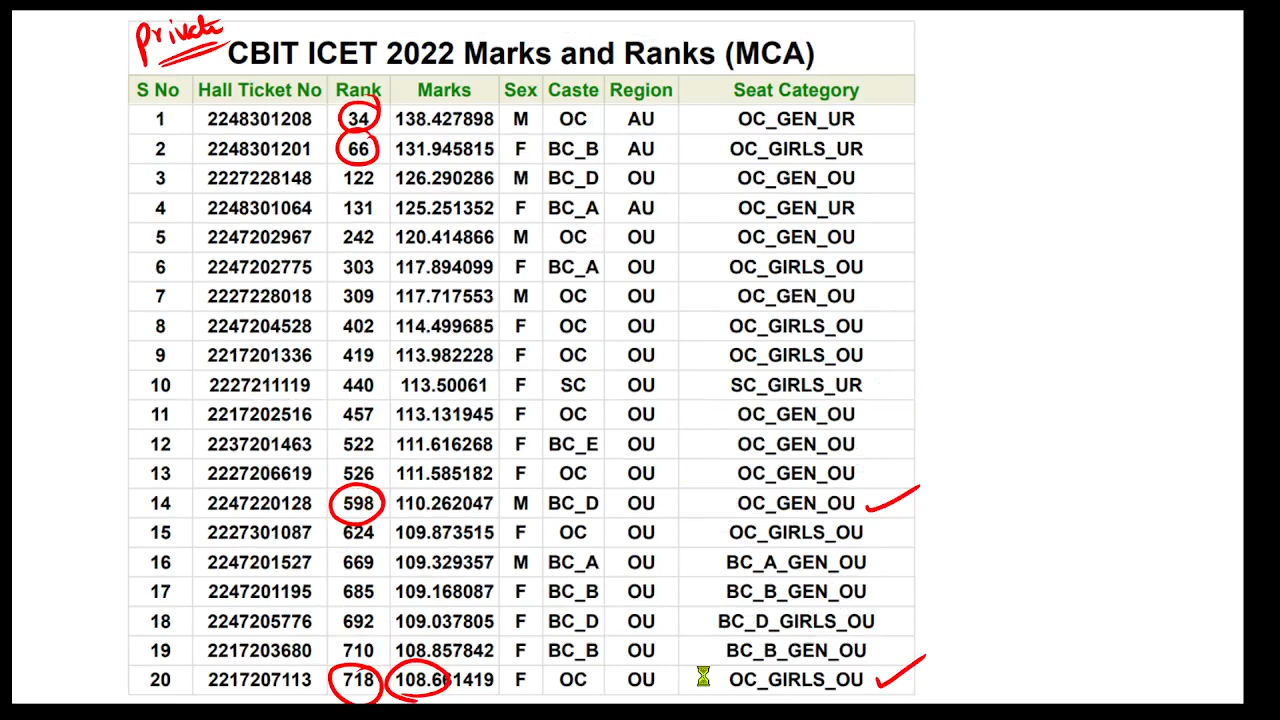 private
CBIT ICET 2022 Marks and Ranks (MCA)
S No Hall Ticket No Rank Marks Sex Caste Region Seat Category
1 2248301208 34 138.427898 M OC AU OC_GEN_UR
2 2248301201 66 131.945815 F BC_B AU OC_GIRLS_UR
3 2227228148 122 126.290286 M BC_D OU OC_GEN_OU
4 2248301064 131 125.251352 F BC_A AU OC_GEN_UR
5 2247202967 242 120.414866 M OC OU OC_GEN_OU
6 2247202775 303 117.894099 F BC_A OU OC_GIRLS_OU
7 2227228018 309 117.717553 M OC OU OC_GEN_OU
8 2247204528 402 114.499685 F OC OU OC_GIRLS_OU
9 2217201336 419 113.982228 F OC OU OC_GIRLS_OU
10 2227211119 440 113.50061 F SC OU SC_GIRLS_UR
11 2217202516 457 113.131945 F OC OU OC_GEN_OU
12 2237201463 522 111.616268 F BC_E OU OC_GEN_OU
13 2227206619 526 111.585182 F OC OU OC_GEN_OU
14 2247220128 598 110.262047 M BC_D OU OC_GEN_OU
15 2227301087 624 109.873515 F OC OU OC_GIRLS_OU
16 2247201527 669 109.329357 M BC_A OU BC_A_GEN_OU
17 2247201195 685 109.168087 F BC_B OU BC_B_GEN_OU
18 2247205776 692 109.037805 F BC_D OU BC_D_GIRLS_OU
19 2217203680 710 108.857842 F BC_B OU BC_B_GEN_OU
20 2217207113 718 108.661419 F OC OU OC_GIRLS_OU